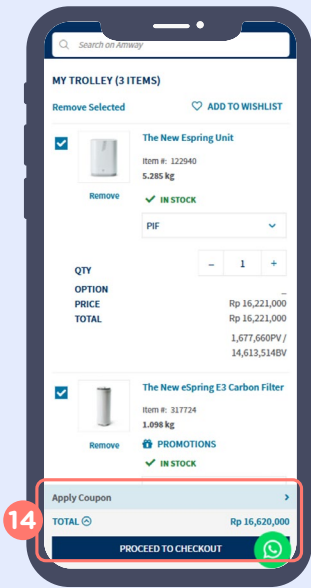 Search on Amway
MY TROLLEY (3 ITEMS)
Remove Selected
ADD TO WISHLIST
The New Espring Unit
Item #: 122940
5.285 kg
Remove
IN STOCK
PIF
QTY
– 1 +
OPTION
–
PRICE Rp 16,221,000
TOTAL Rp 16,221,000
1,677,660PV /
14,613,514BV
The New eSpring E3 Carbon Filter
Item #: 317724
1.098 kg
Remove
PROMOTIONS
IN STOCK
14
Apply Coupon
TOTAL Rp 16,620,000
PROCEED TO CHECKOUT